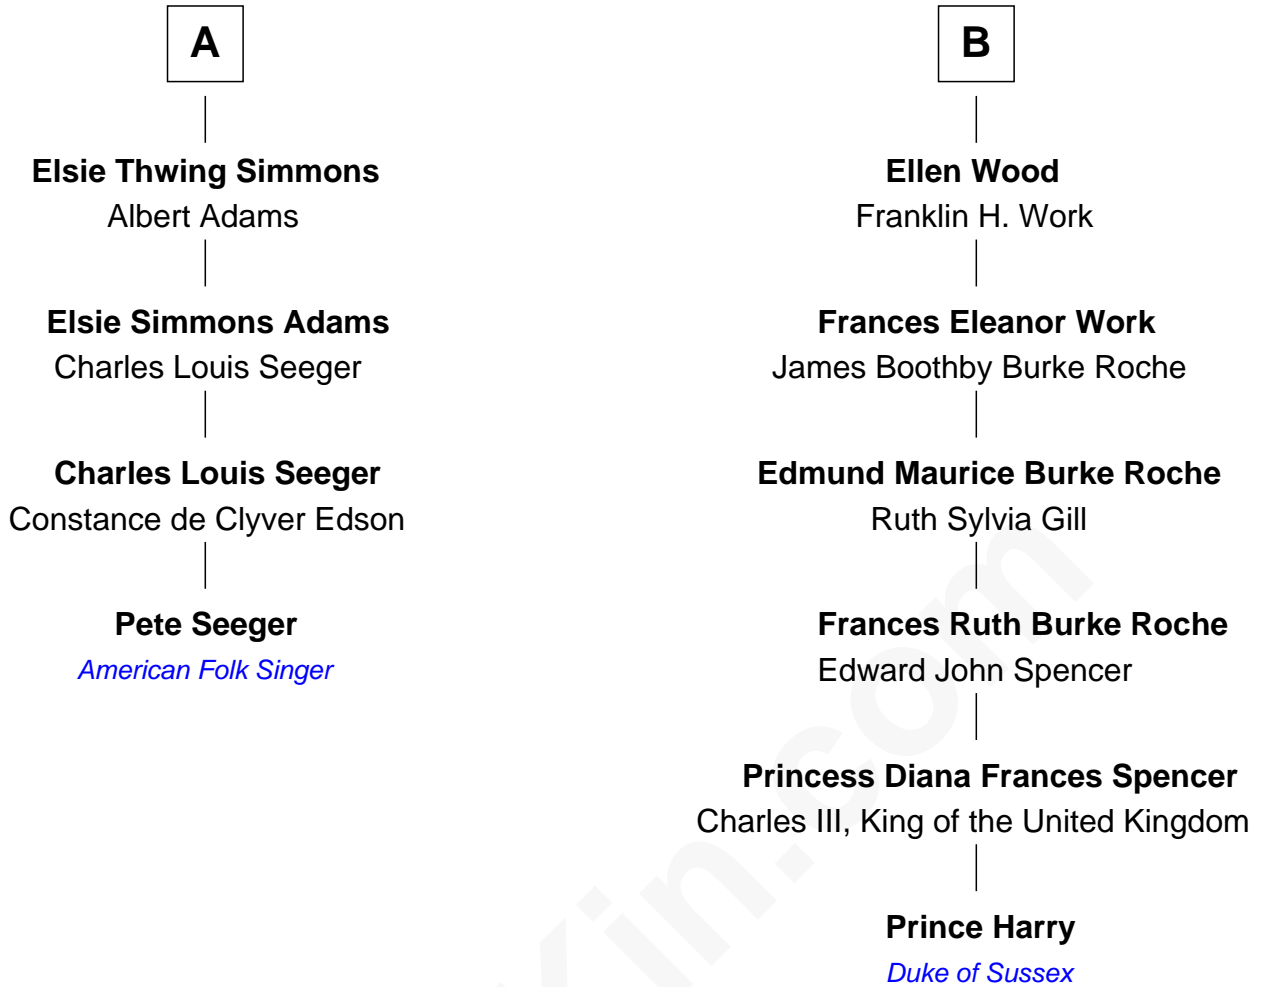 A
Elsie Thwing Simmons
Albert Adams
Elsie Simmons Adams
Charles Louis Seeger
Charles Louis Seeger
Constance de Clyver Edson
Pete Seeger
American Folk Singer
B
Ellen Wood
Franklin H. Work
Frances Eleanor Work
James Boothby Burke Roche
Edmund Maurice Burke Roche
Ruth Sylvia Gill
Frances Ruth Burke Roche
Edward John Spencer
Princess Diana Frances Spencer
Charles III, King of the United Kingdom
Prince Harry
Duke of Sussex
Kin.com